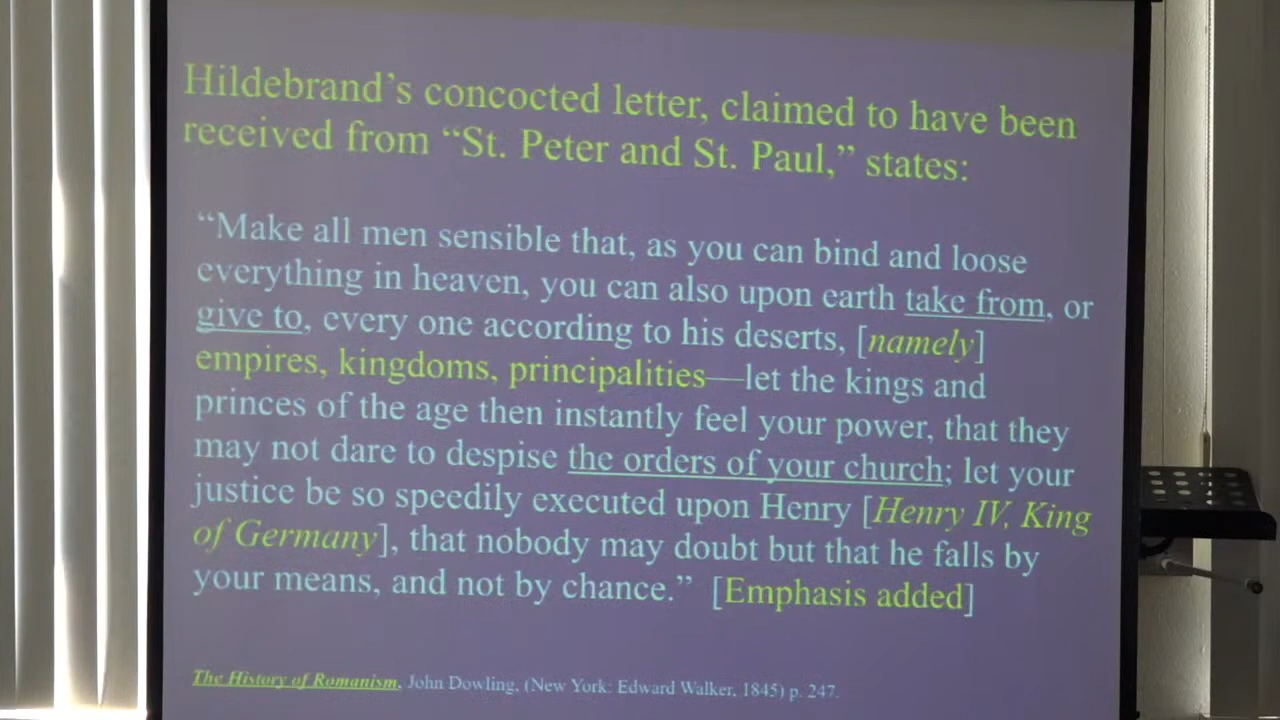 Hildebrand’s concocted letter, claimed to have been
received from “St. Peter and St. Paul,” states:
“Make all men sensible that, as you can bind and loose
everything in heaven, you can also upon earth take from, or
give to, every one according to his deserts, [namely]
empires, kingdoms, principalities—let the kings and
princes of the age then instantly feel your power, that they
may not dare to despise the orders of your church; let your
justice be so speedily executed upon Henry [Henry IV, King
of Germany], that nobody may doubt but that he falls by
your means, and not by chance.” [Emphasis added]
The History of Romanism, John Dowling, (New York: Edward Walker, 1845) p. 247.